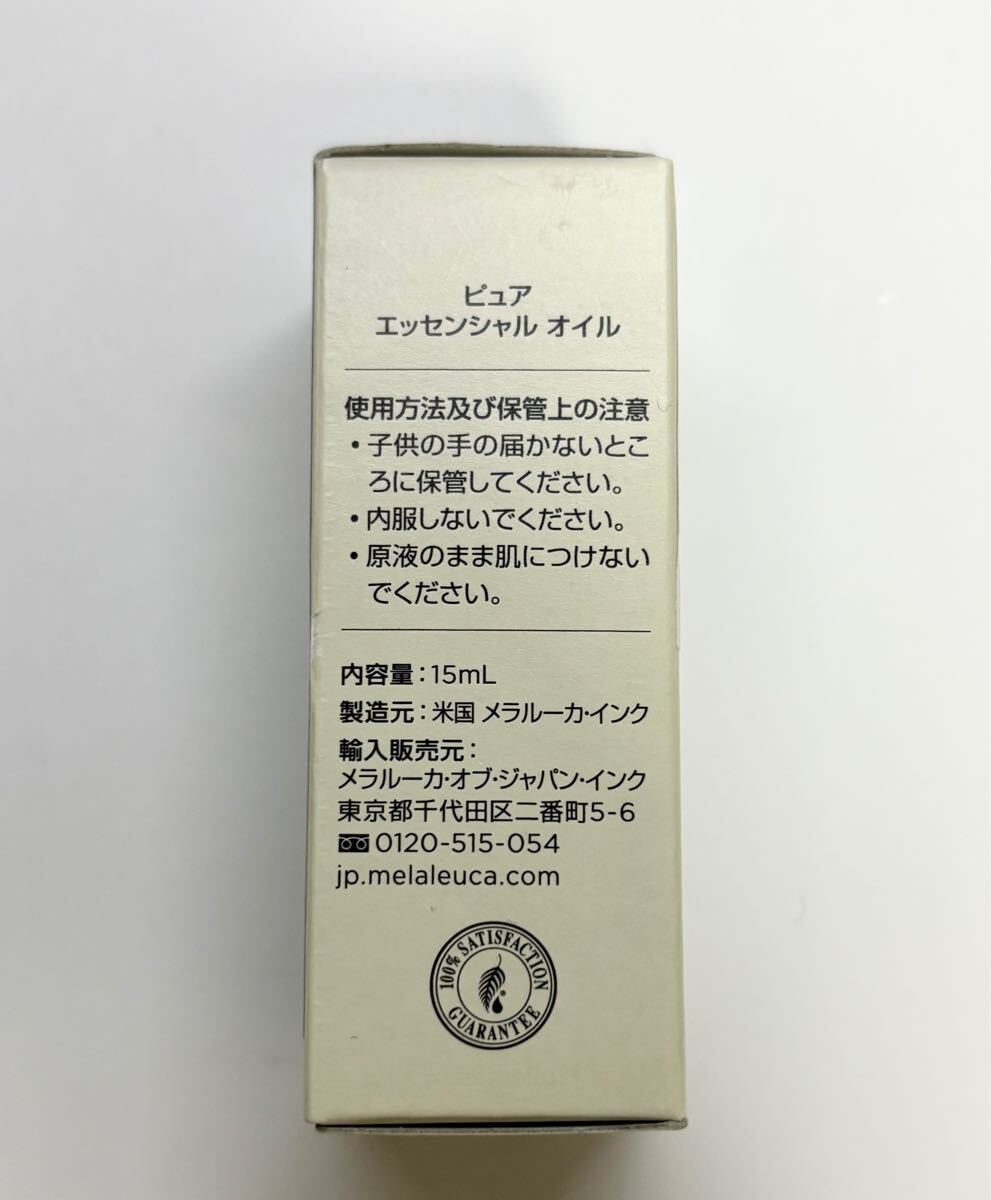 ピュア
エッセンシャル オイル
使用方法及び保管上の注意
・子供の手の届かないとこ
ろに保管してください。
・内服しないでください。
・原液のまま肌につけない
でください。
内容量：15mL
製造元：米国 メラルーカ・インク
輸入販売元：
メラルーカ・オブ・ジャパン・インク
東京都千代田区二番町5-6
0120-515-054
jp.melaleuca.com
100% SATISFACTION
GUARANTEE